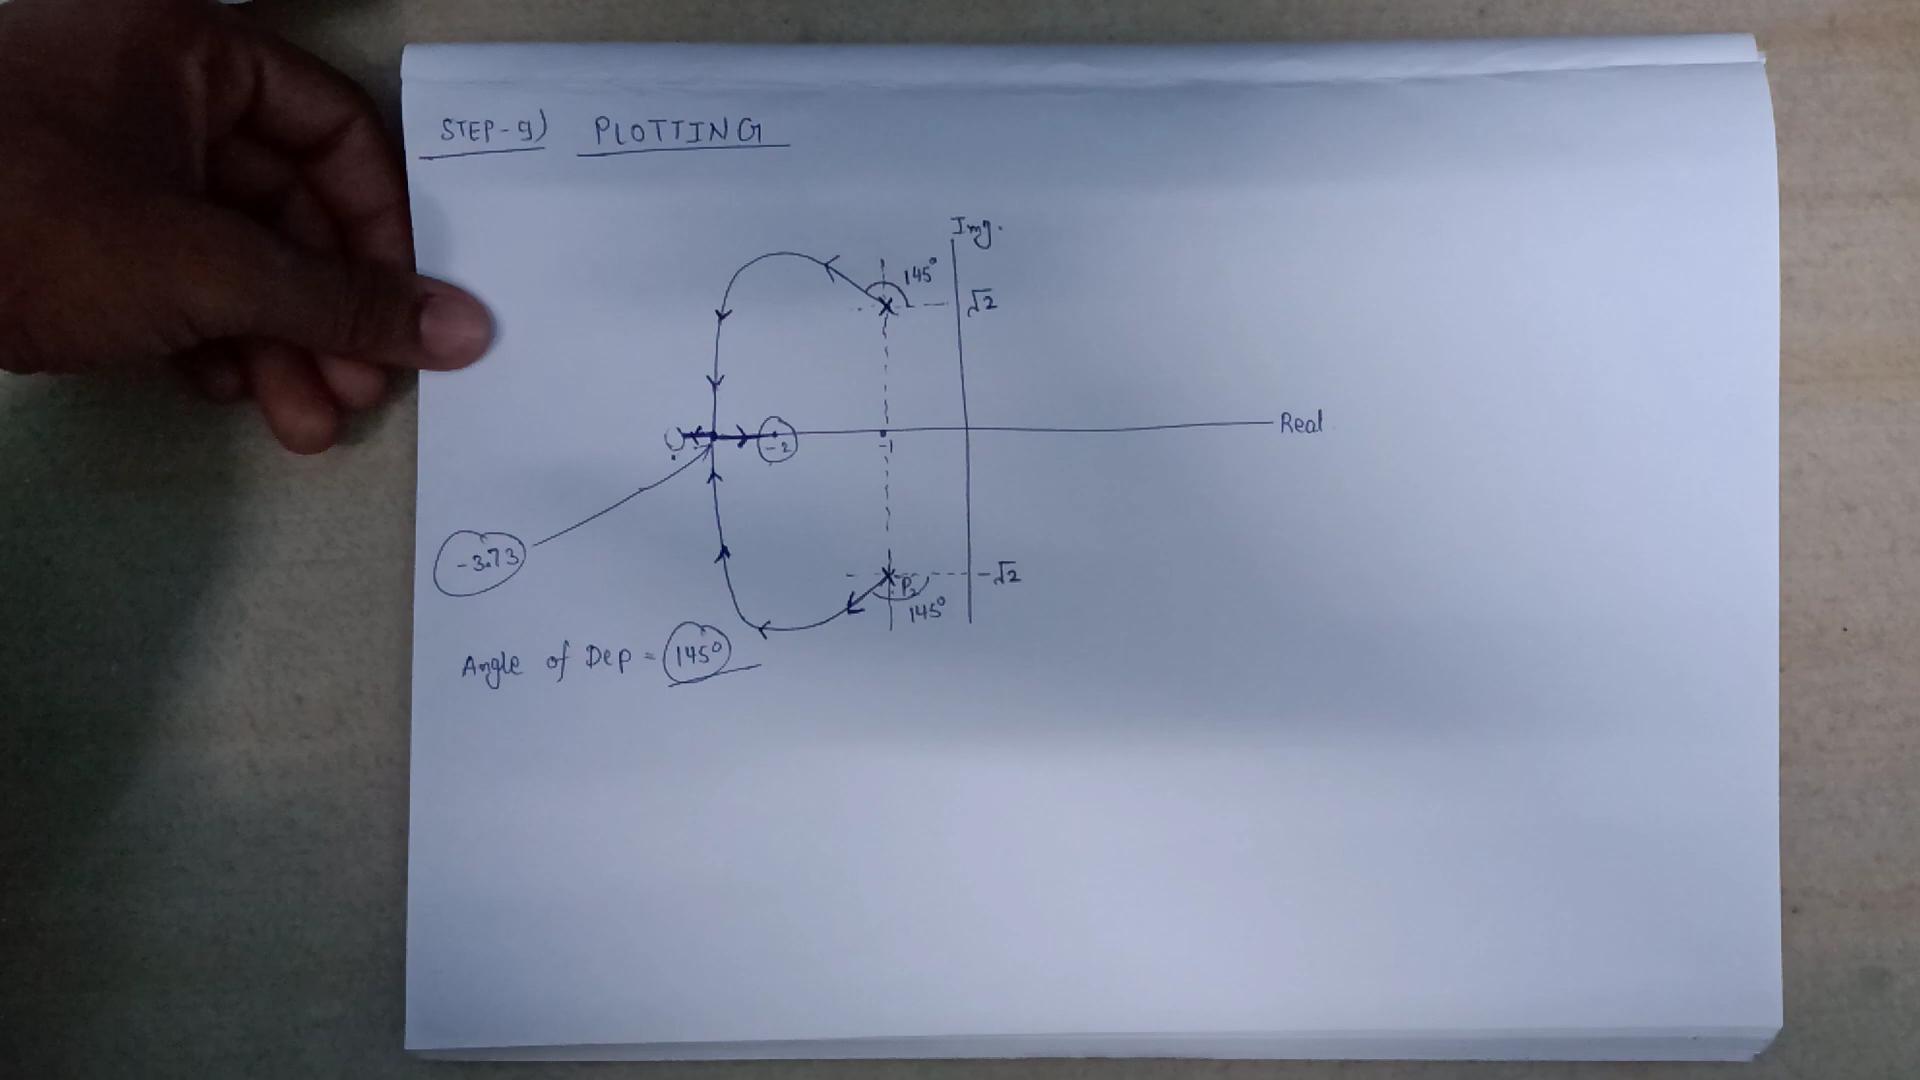 STEP-9) PLOTTING
Img.
145°
√2
Real
-2
-1
-3.73
-√2
P2
145°
Angle of Dep = 145°